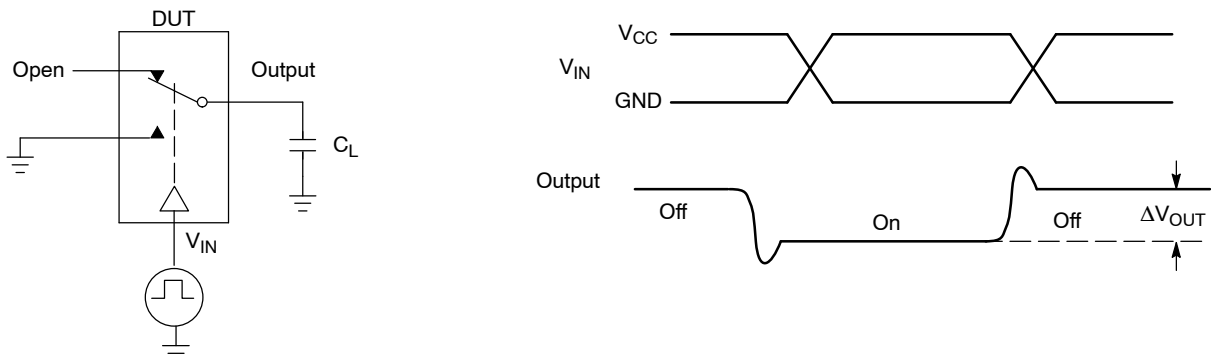 DUT
Open
Output
C_L
V_IN
V_CC
V_IN
GND
Output
Off
On
Off
ΔV_OUT